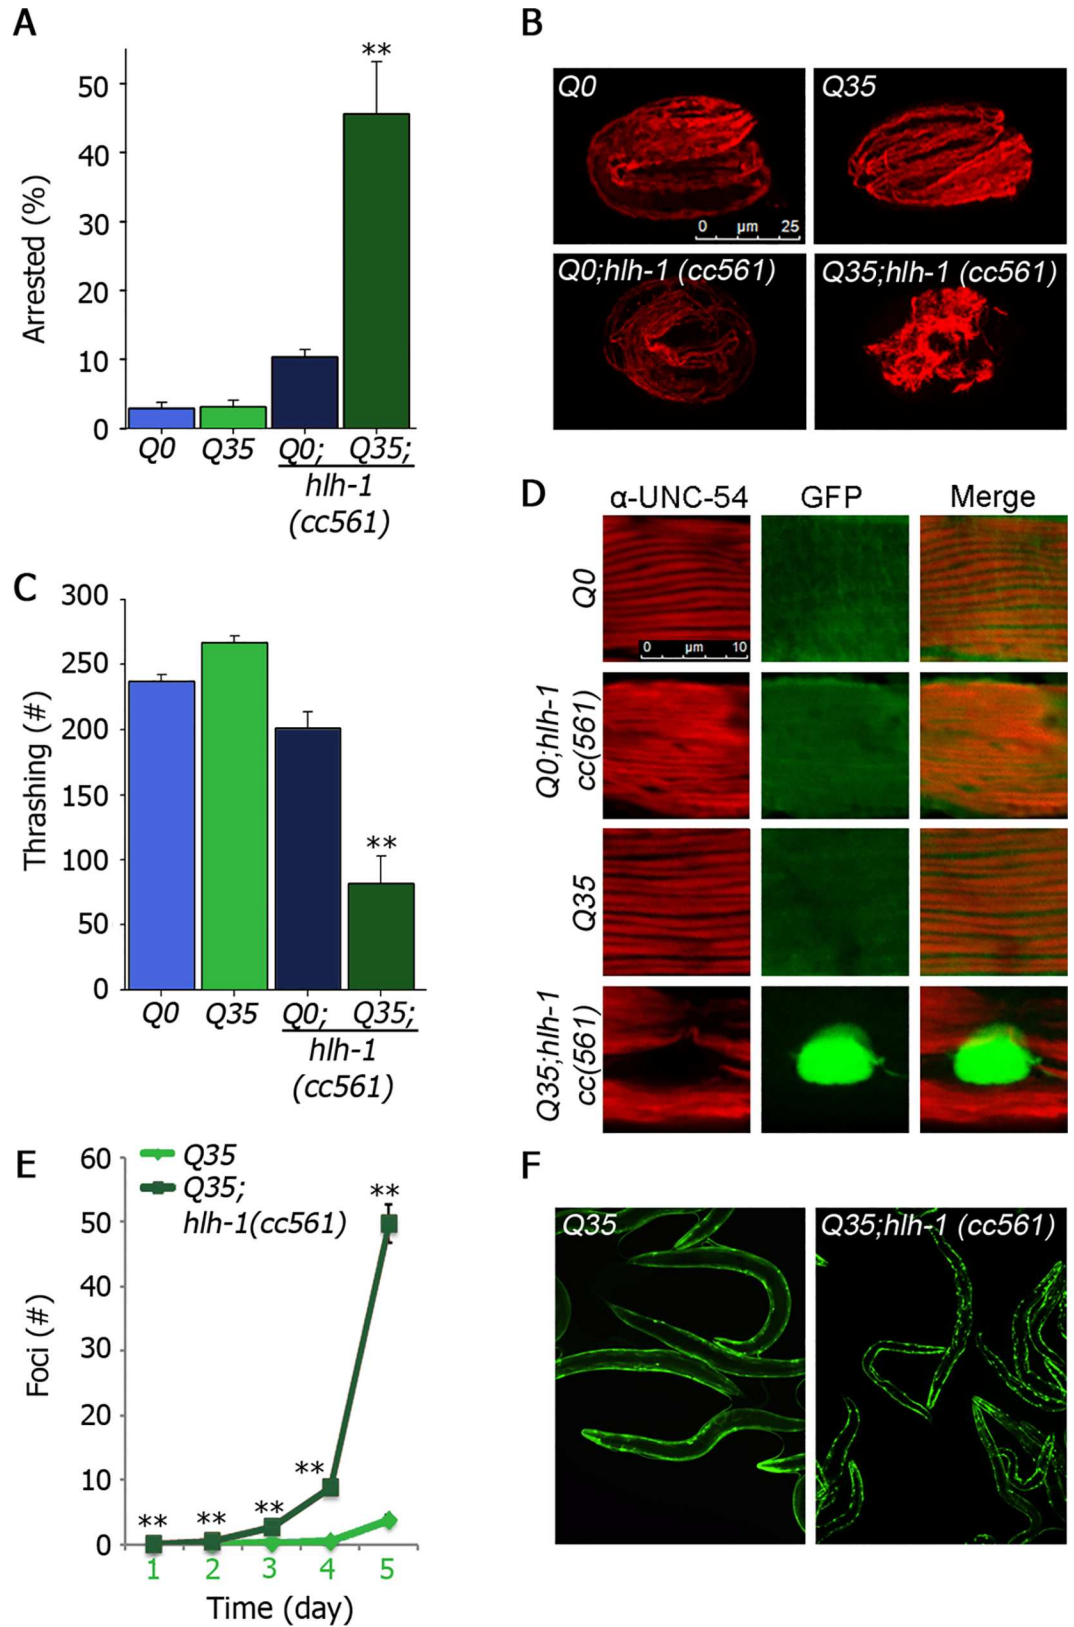 A
Arrested (%)
50
40
30
20
10
0
**
Q0
Q35
Q0;
Q35;
hlh-1
(cc561)
B
Q0
0 µm 25
Q35
Q0;hlh-1 (cc561)
Q35;hlh-1 (cc561)
C
Thrashing (#)
300
250
200
150
100
50
0
**
Q0
Q35
Q0;
Q35;
hlh-1
(cc561)
D
α-UNC-54
GFP
Merge
Q0
0 µm 10
Q0;hlh-1
cc(561)
Q35
Q35;hlh-1
cc(561)
E
Q35
Q35;
hlh-1(cc561)
Foci (#)
60
50
40
30
20
10
0
**
**
**
**
**
1
2
3
4
5
Time (day)
F
Q35
Q35;hlh-1 (cc561)